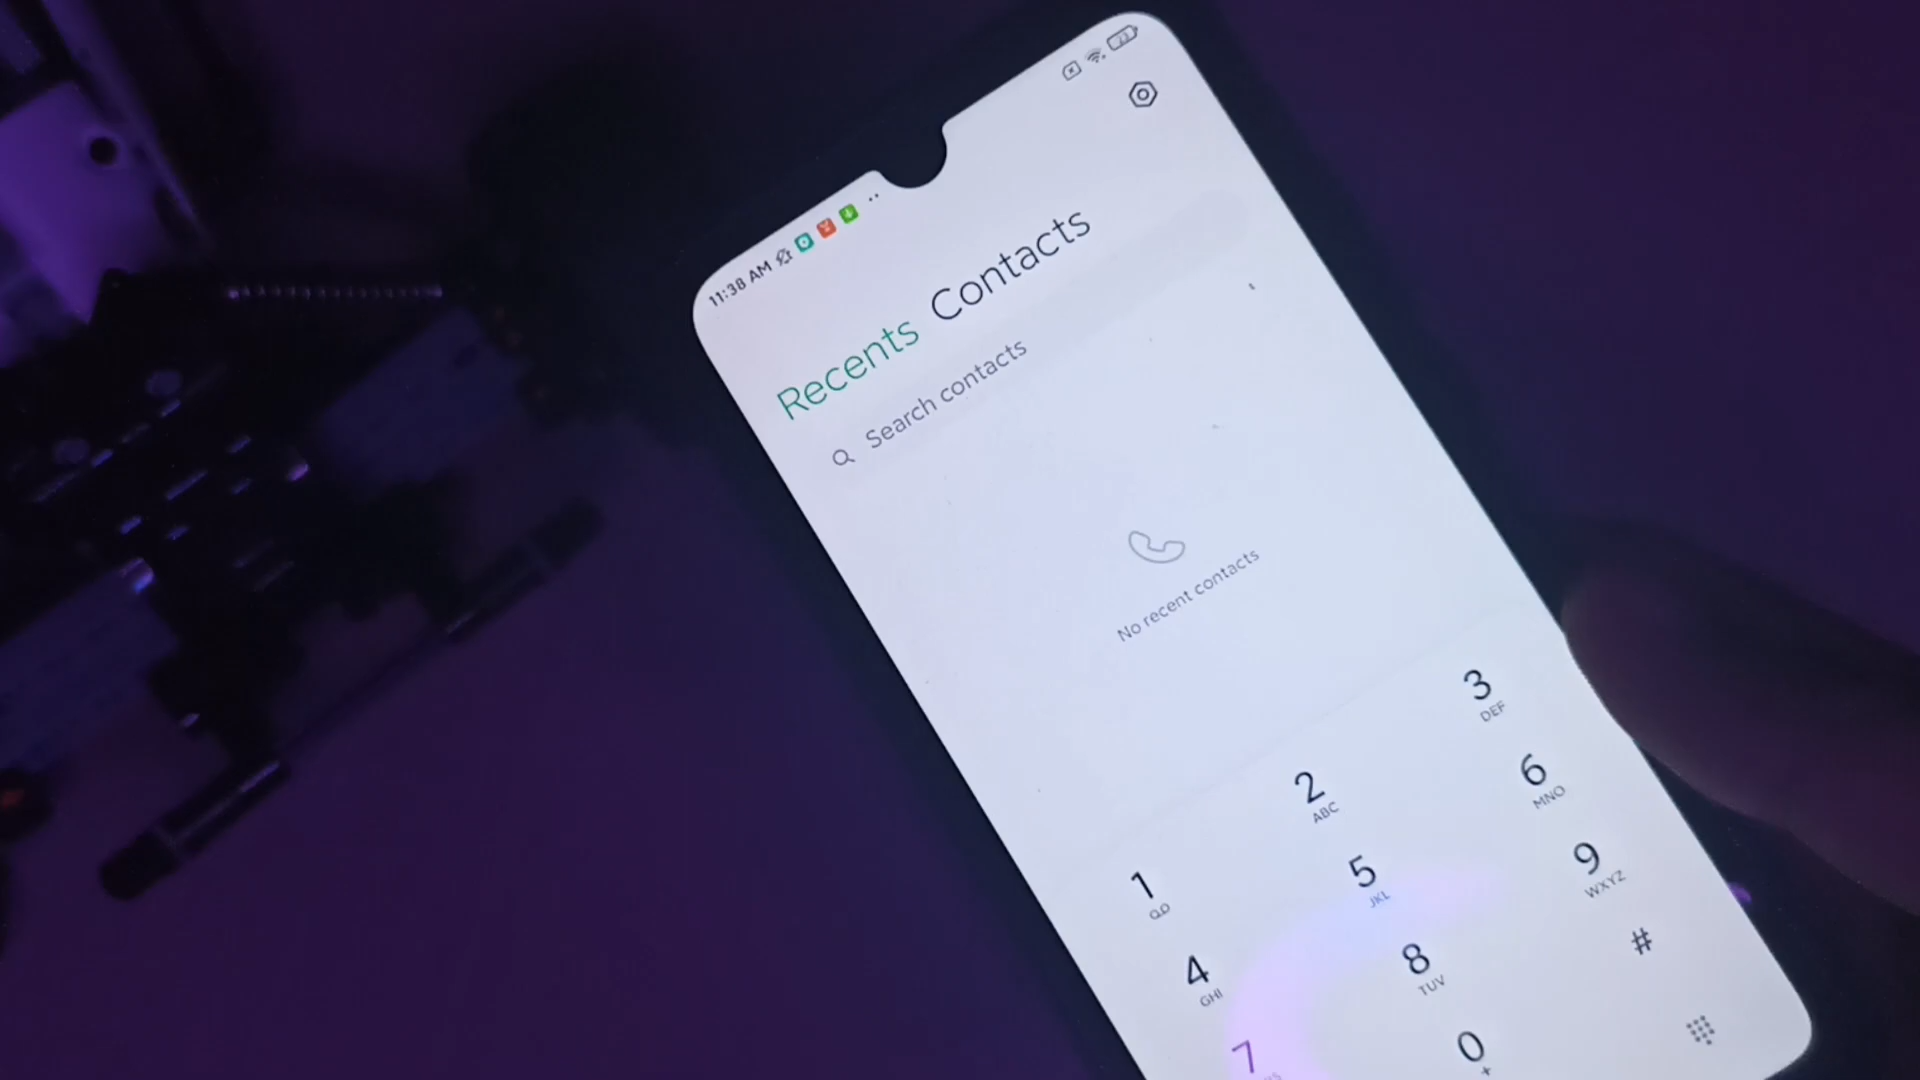 11:38 AM
23
Recents Contacts
Search contacts
No recent contacts
1
2 ABC
3 DEF
4 GHI
5 JKL
6 MNO
7
8 TUV
9 WXYZ
0 +
#